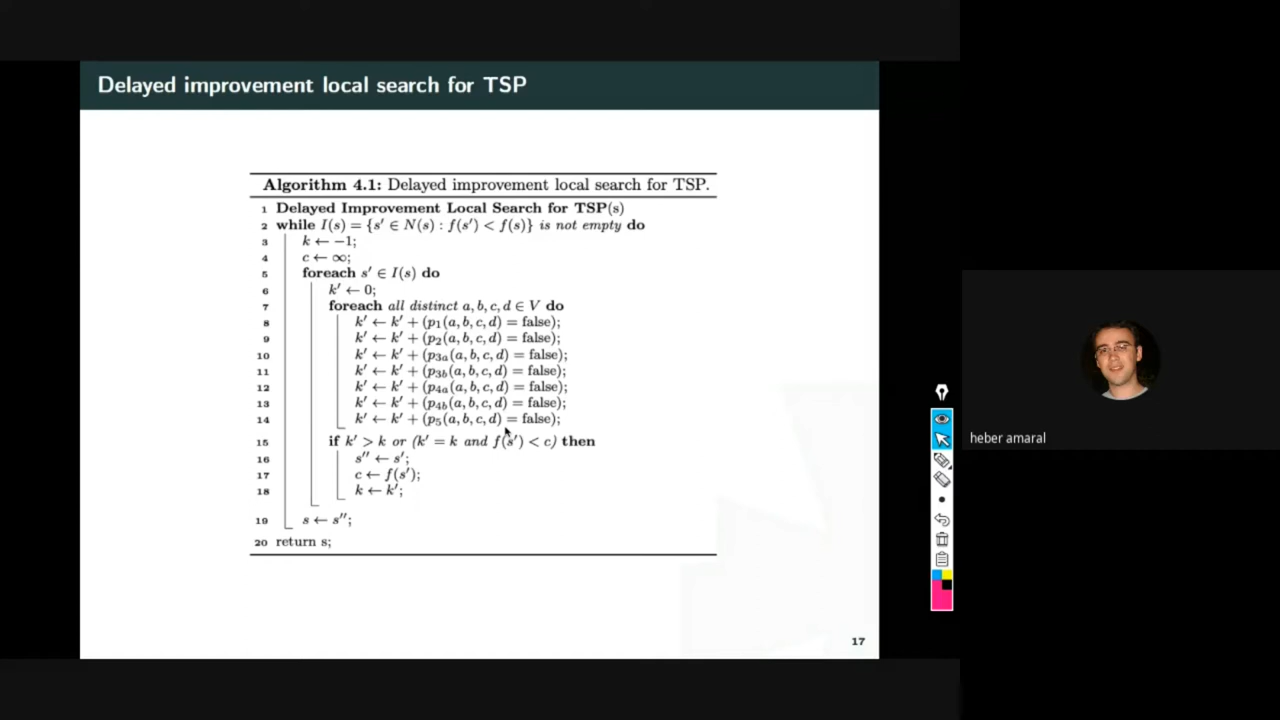 Delayed improvement local search for TSP
Algorithm 4.1: Delayed improvement local search for TSP.
1 Delayed Improvement Local Search for TSP(s)
2 while I(s) = {s′ ∈ N(s) : f(s′) < f(s)} is not empty do
3 k ← −1;
4 c ← ∞;
5 foreach s′ ∈ I(s) do
6 k′ ← 0;
7 foreach all distinct a, b, c, d ∈ V do
8 k′ ← k′ + (p₁(a, b, c, d) = false);
9 k′ ← k′ + (p₂(a, b, c, d) = false);
10 k′ ← k′ + (p₃ₐ(a, b, c, d) = false);
11 k′ ← k′ + (p3b(a, b, c, d) = false);
12 k′ ← k′ + (p₄ₐ(a, b, c, d) = false);
13 k′ ← k′ + (p4b(a, b, c, d) = false);
14 k′ ← k′ + (p₅(a, b, c, d) = false);
15 if k′ > k or (k′ = k and f(s′) < c) then
16 s″ ← s′;
17 c ← f(s′);
18 k ← k′;
19 s ← s″;
20 return s;
17
heber amaral